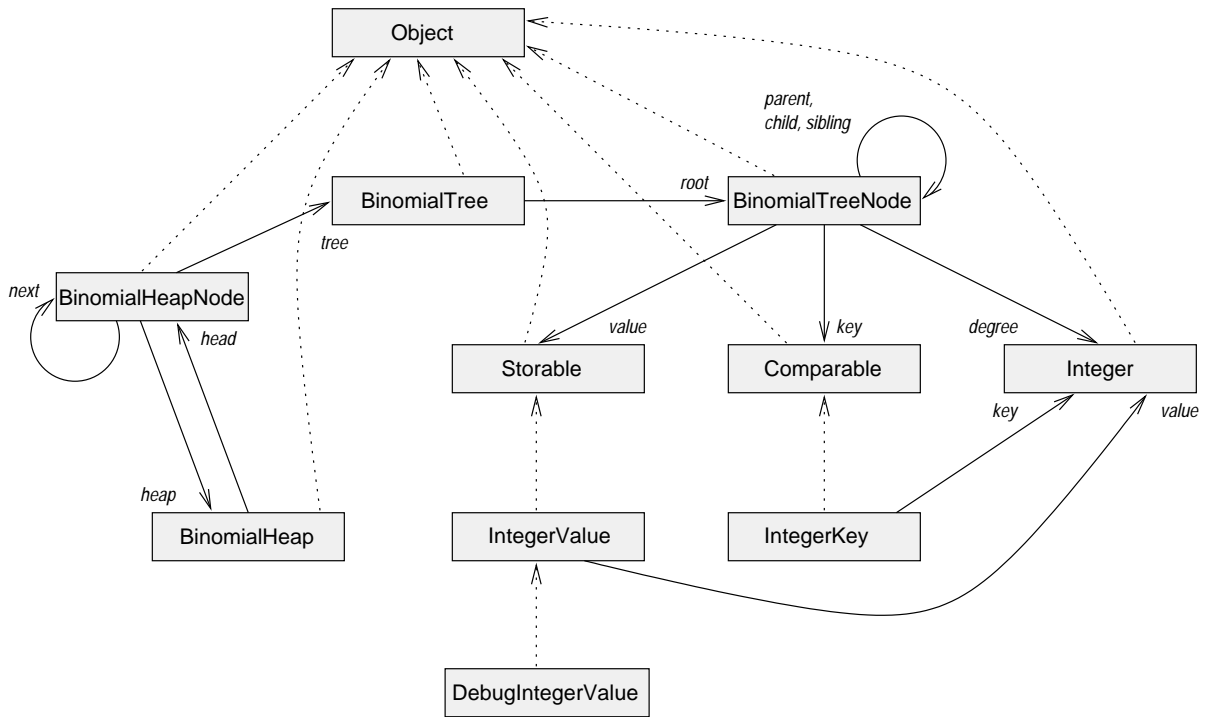 Object
parent,
child, sibling
BinomialTree
root
BinomialTreeNode
tree
next
BinomialHeapNode
head
value
key
degree
Storable
Comparable
Integer
key
value
heap
BinomialHeap
IntegerValue
IntegerKey
DebugIntegerValue